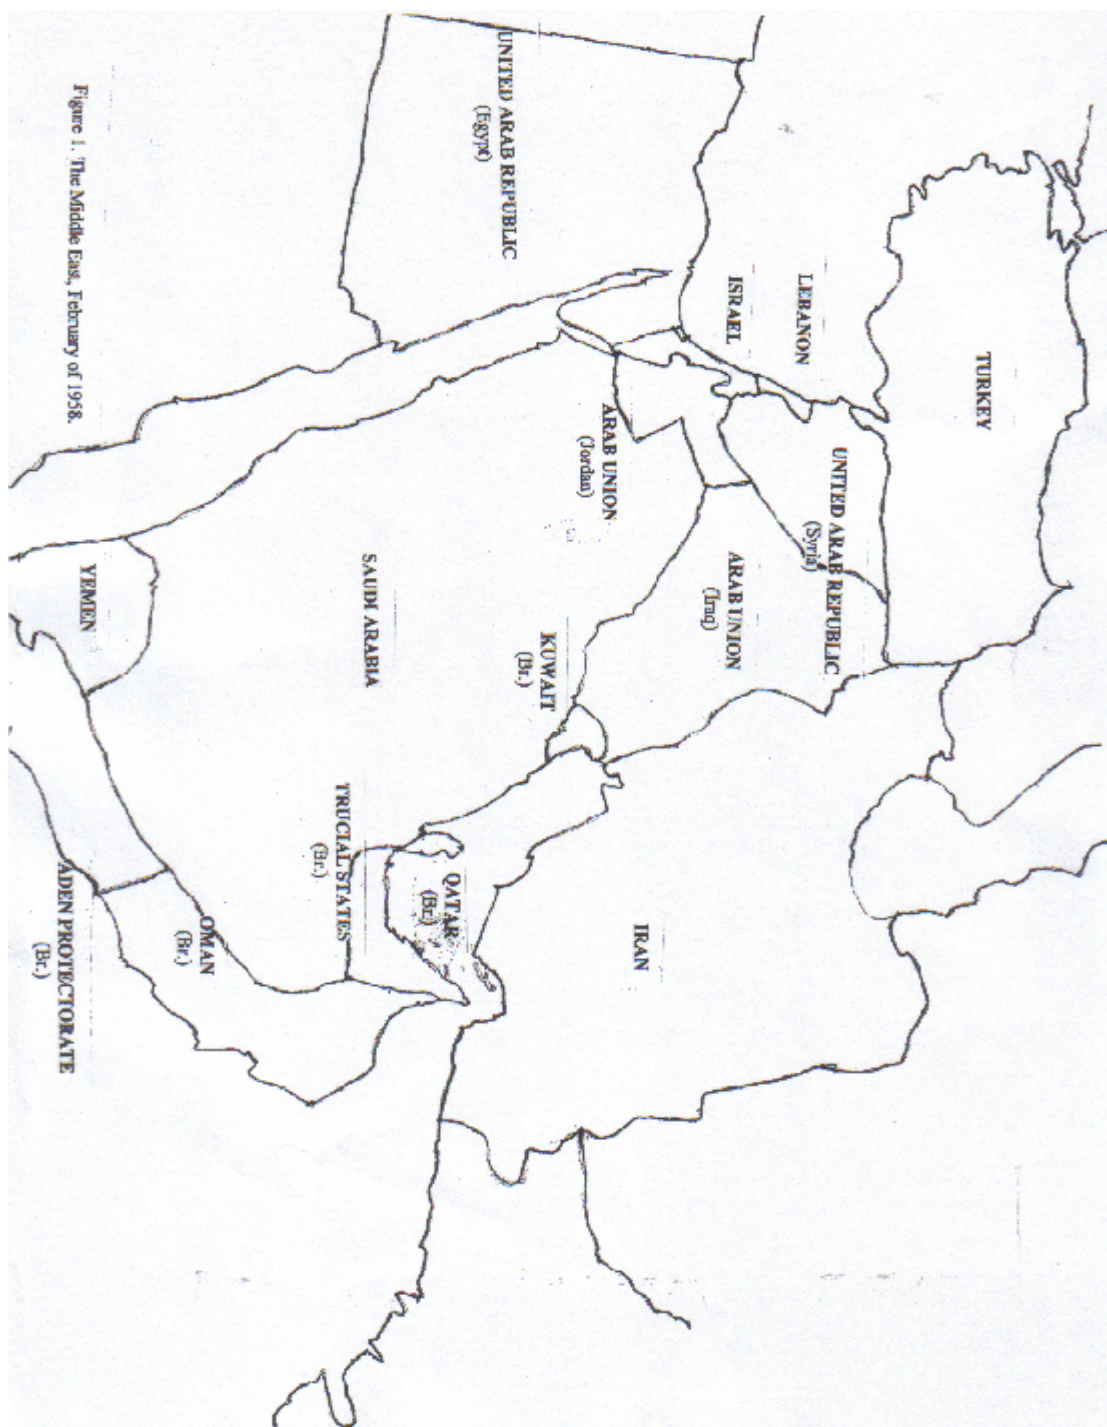 TURKEY
LEBANON
ISRAEL
UNITED ARAB REPUBLIC
(Syria)
ARAB UNION
(Iraq)
ARAB UNION
(Jordan)
UNITED ARAB REPUBLIC
(Egypt)
IRAN
KUWAIT
(Br.)
SAUDI ARABIA
QATAR
(Br.)
TRUCIAL STATES
(Br.)
OMAN
(Br.)
YEMEN
ADEN PROTECTORATE
(Br.)
Figure 1. The Middle East, February of 1958.